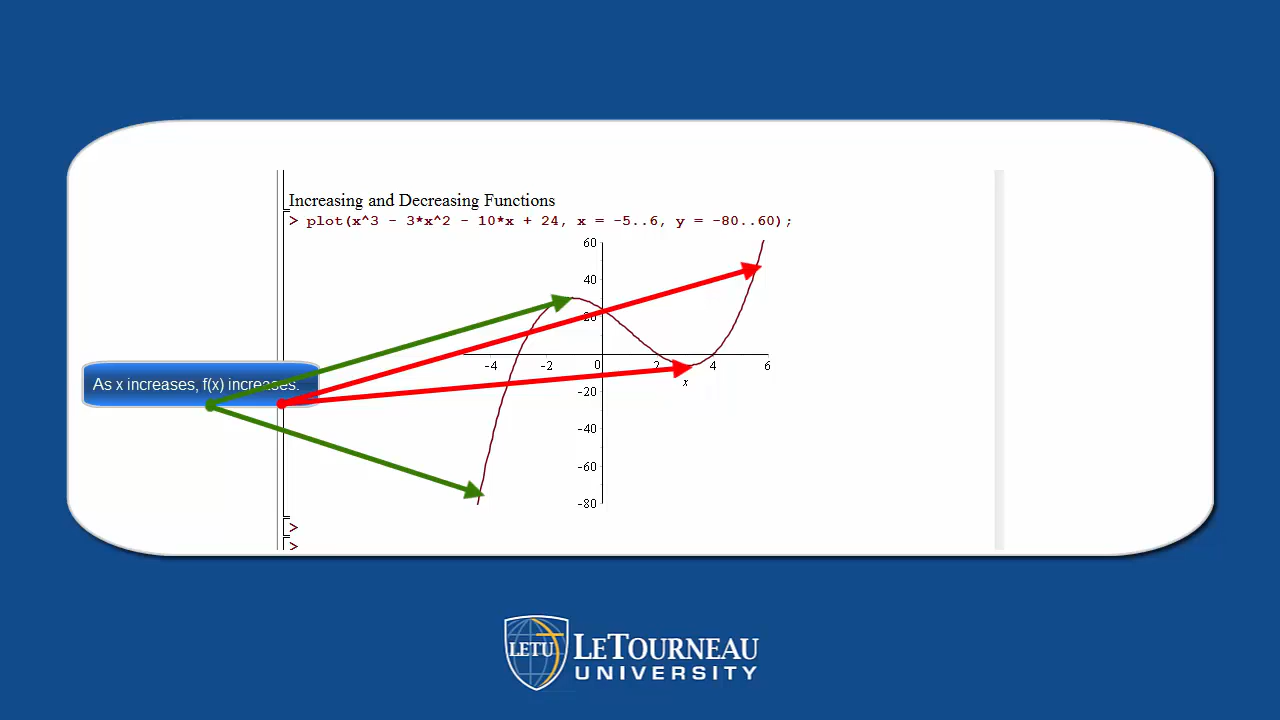 Increasing and Decreasing Functions
> plot(x^3 - 3*x^2 - 10*x + 24, x = -5..6, y = -80..60);
60
40
20
-4 -2 0 2 4 6
x
As x increases, f(x) increases.
-20
-40
-60
-80
>
>
LETU
LETOURNEAU
UNIVERSITY